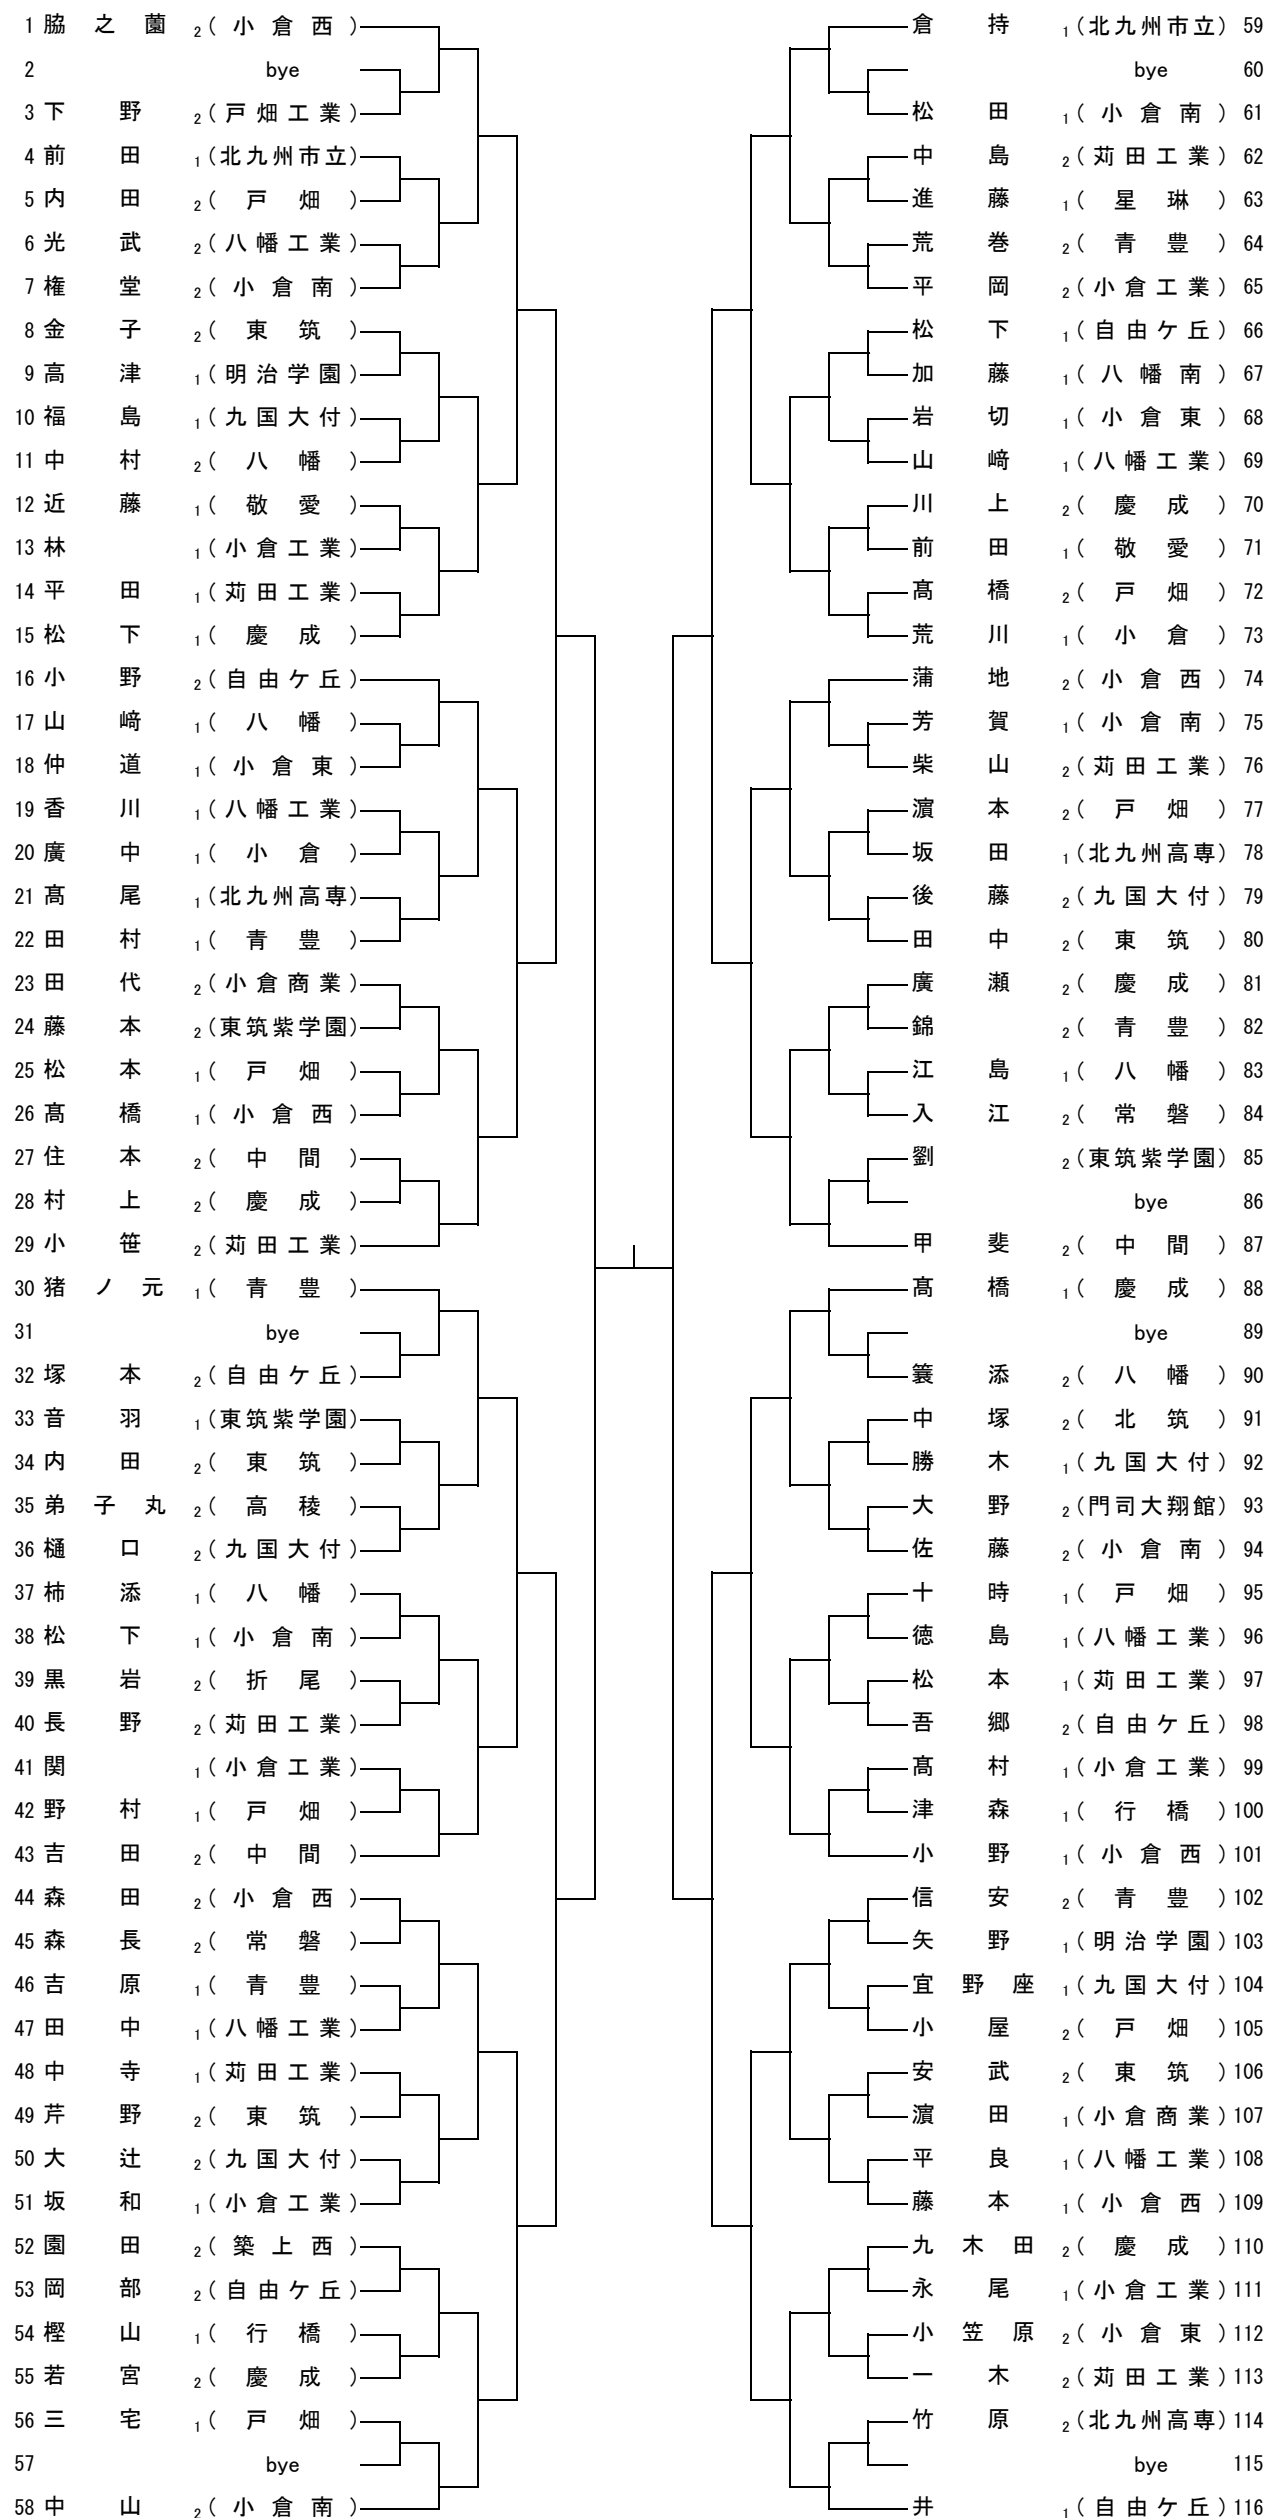 1 脇之薗 2(小倉西)
2 bye
3 下野 2(戸畑工業)
4 前田 1(北九州市立)
5 内田 2(戸畑)
6 光武 2(八幡工業)
7 権堂 2(小倉南)
8 金子 2(東筑)
9 高津 1(明治学園)
10 福島 1(九国大付)
11 中村 2(八幡)
12 近藤 1(敬愛)
13 林 1(小倉工業)
14 平田 1(苅田工業)
15 松下 1(慶成)
16 小野 2(自由ケ丘)
17 山﨑 1(八幡)
18 仲道 1(小倉東)
19 香川 1(八幡工業)
20 廣中 1(小倉)
21 髙尾 1(北九州高専)
22 田村 1(青豊)
23 田代 2(小倉商業)
24 藤本 2(東筑紫学園)
25 松本 1(戸畑)
26 髙橋 1(小倉西)
27 住本 2(中間)
28 村上 2(慶成)
29 小笹 2(苅田工業)
30 猪ノ元 1(青豊)
31 bye
32 塚本 2(自由ケ丘)
33 音羽 1(東筑紫学園)
34 内田 2(東筑)
35 弟子丸 2(高稜)
36 樋口 2(九国大付)
37 柿添 1(八幡)
38 松下 1(小倉南)
39 黒岩 2(折尾)
40 長野 2(苅田工業)
41 関 1(小倉工業)
42 野村 1(戸畑)
43 吉田 2(中間)
44 森田 2(小倉西)
45 森長 2(常磐)
46 吉原 1(青豊)
47 田中 1(八幡工業)
48 中寺 1(苅田工業)
49 芹野 2(東筑)
50 大辻 2(九国大付)
51 坂和 1(小倉工業)
52 園田 2(築上西)
53 岡部 2(自由ケ丘)
54 樫山 1(行橋)
55 若宮 2(慶成)
56 三宅 1(戸畑)
57 bye
58 中山 2(小倉南)
倉持 1(北九州市立) 59
bye 60
松田 1(小倉南) 61
中島 2(苅田工業) 62
進藤 1(星琳) 63
荒巻 2(青豊) 64
平岡 2(小倉工業) 65
松下 1(自由ケ丘) 66
加藤 1(八幡南) 67
岩切 1(小倉東) 68
山﨑 1(八幡工業) 69
川上 2(慶成) 70
前田 1(敬愛) 71
髙橋 2(戸畑) 72
荒川 1(小倉) 73
蒲地 2(小倉西) 74
芳賀 1(小倉南) 75
柴山 2(苅田工業) 76
濵本 2(戸畑) 77
坂田 1(北九州高専) 78
後藤 2(九国大付) 79
田中 2(東筑) 80
廣瀬 2(慶成) 81
錦 2(青豊) 82
江島 1(八幡) 83
入江 2(常磐) 84
劉 2(東筑紫学園) 85
bye 86
甲斐 2(中間) 87
髙橋 1(慶成) 88
bye 89
簑添 2(八幡) 90
中塚 2(北筑) 91
勝木 1(九国大付) 92
大野 2(門司大翔館) 93
佐藤 2(小倉南) 94
十時 1(戸畑) 95
徳島 1(八幡工業) 96
松本 1(苅田工業) 97
吾郷 2(自由ケ丘) 98
髙村 1(小倉工業) 99
津森 1(行橋) 100
小野 1(小倉西) 101
信安 2(青豊) 102
矢野 1(明治学園) 103
宜野座 1(九国大付) 104
小屋 2(戸畑) 105
安武 2(東筑) 106
濵田 1(小倉商業) 107
平良 1(八幡工業) 108
藤本 1(小倉西) 109
九木田 2(慶成) 110
永尾 1(小倉工業) 111
小笠原 2(小倉東) 112
一木 2(苅田工業) 113
竹原 2(北九州高専) 114
bye 115
井 1(自由ケ丘) 116